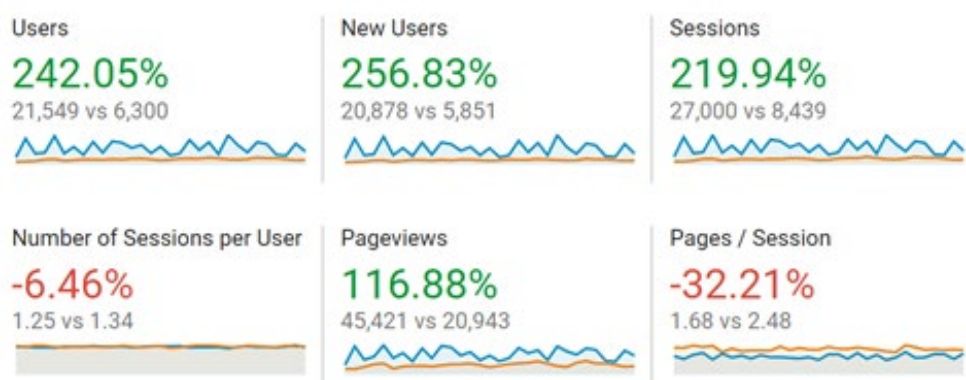 Users
242.05%
21,549 vs 6,300
New Users
256.83%
20,878 vs 5,851
Sessions
219.94%
27,000 vs 8,439
Number of Sessions per User
-6.46%
1.25 vs 1.34
Pageviews
116.88%
45,421 vs 20,943
Pages / Session
-32.21%
1.68 vs 2.48